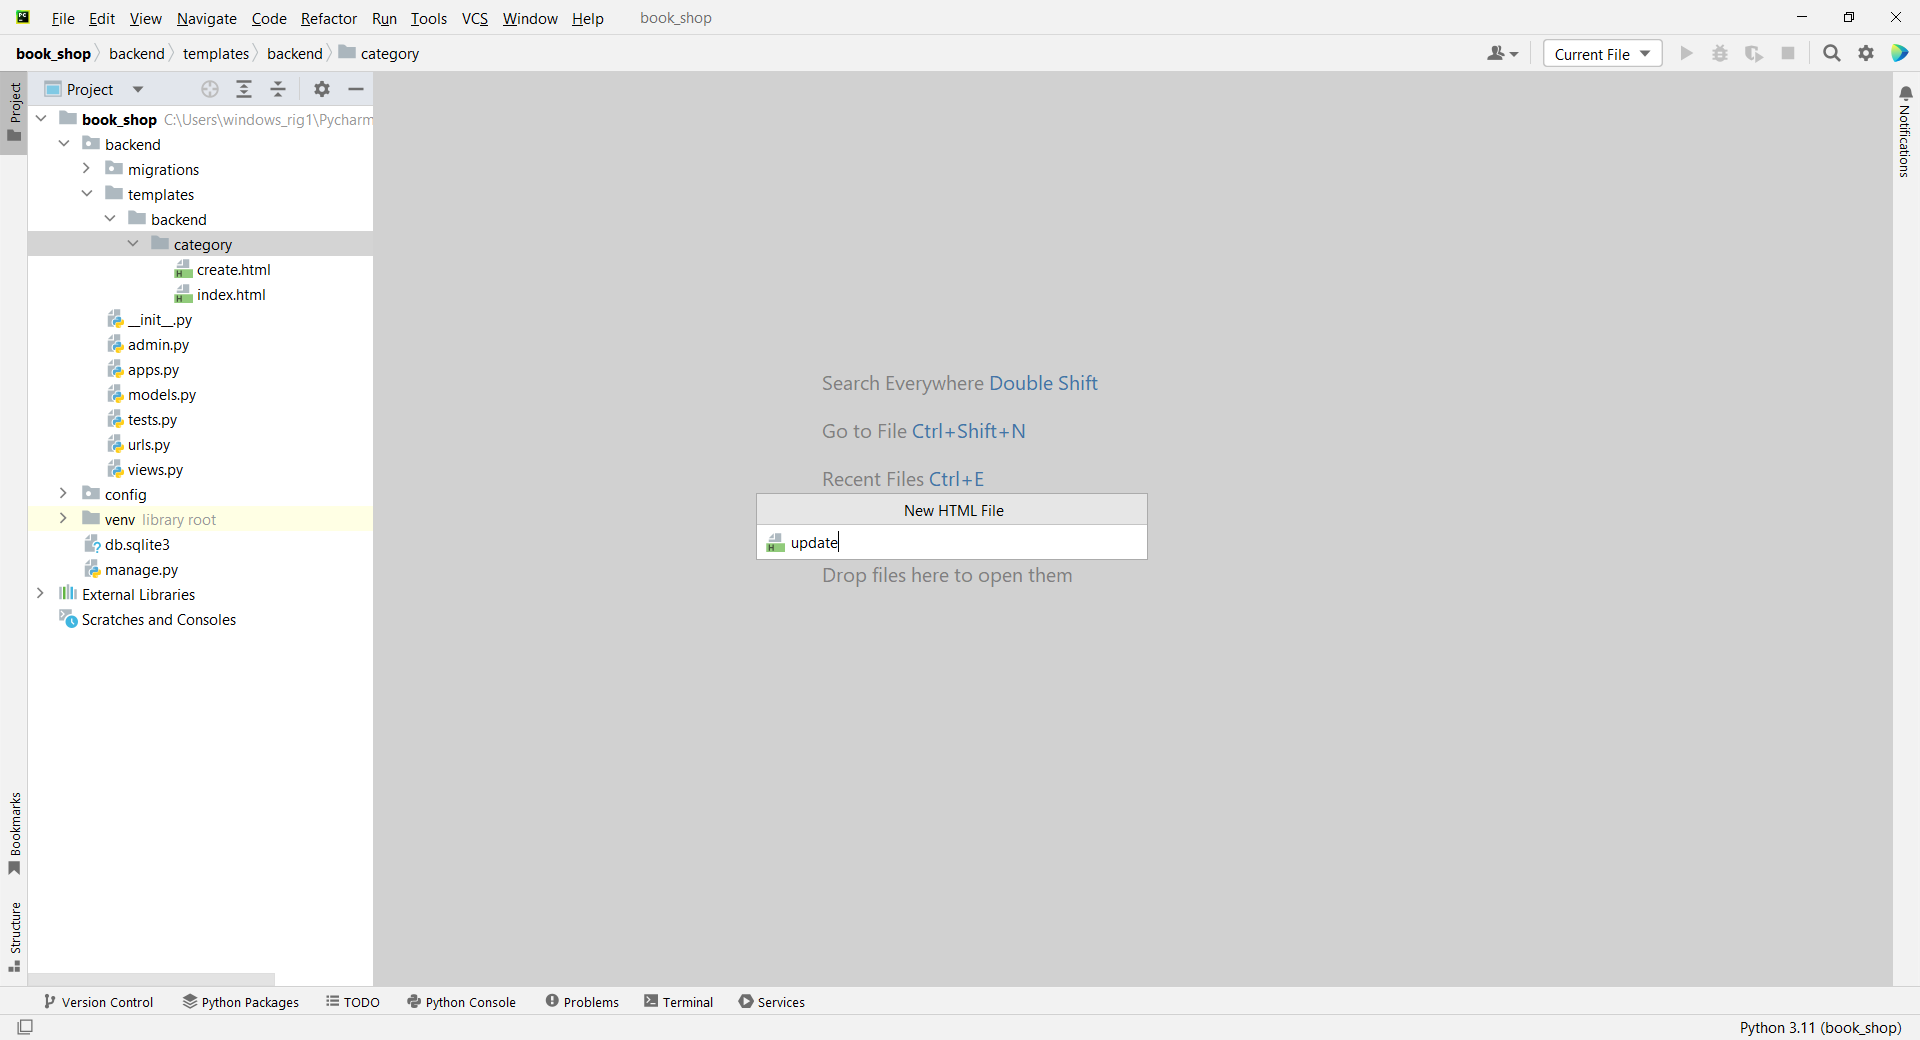 File Edit View Navigate Code Refactor Run Tools VCS Window Help book_shop
book_shop backend templates backend category
Current File
Project
Project
book_shop C:\Users\windows_rig1\Pycharm
backend
migrations
templates
backend
category
create.html
index.html
__init__.py
admin.py
apps.py
models.py
tests.py
urls.py
views.py
config
venv library root
db.sqlite3
manage.py
External Libraries
Scratches and Consoles
Search Everywhere Double Shift
Go to File Ctrl+Shift+N
Recent Files Ctrl+E
New HTML File
update
Drop files here to open them
Notifications
Bookmarks
Structure
Version Control Python Packages TODO Python Console Problems Terminal Services
Python 3.11 (book_shop)